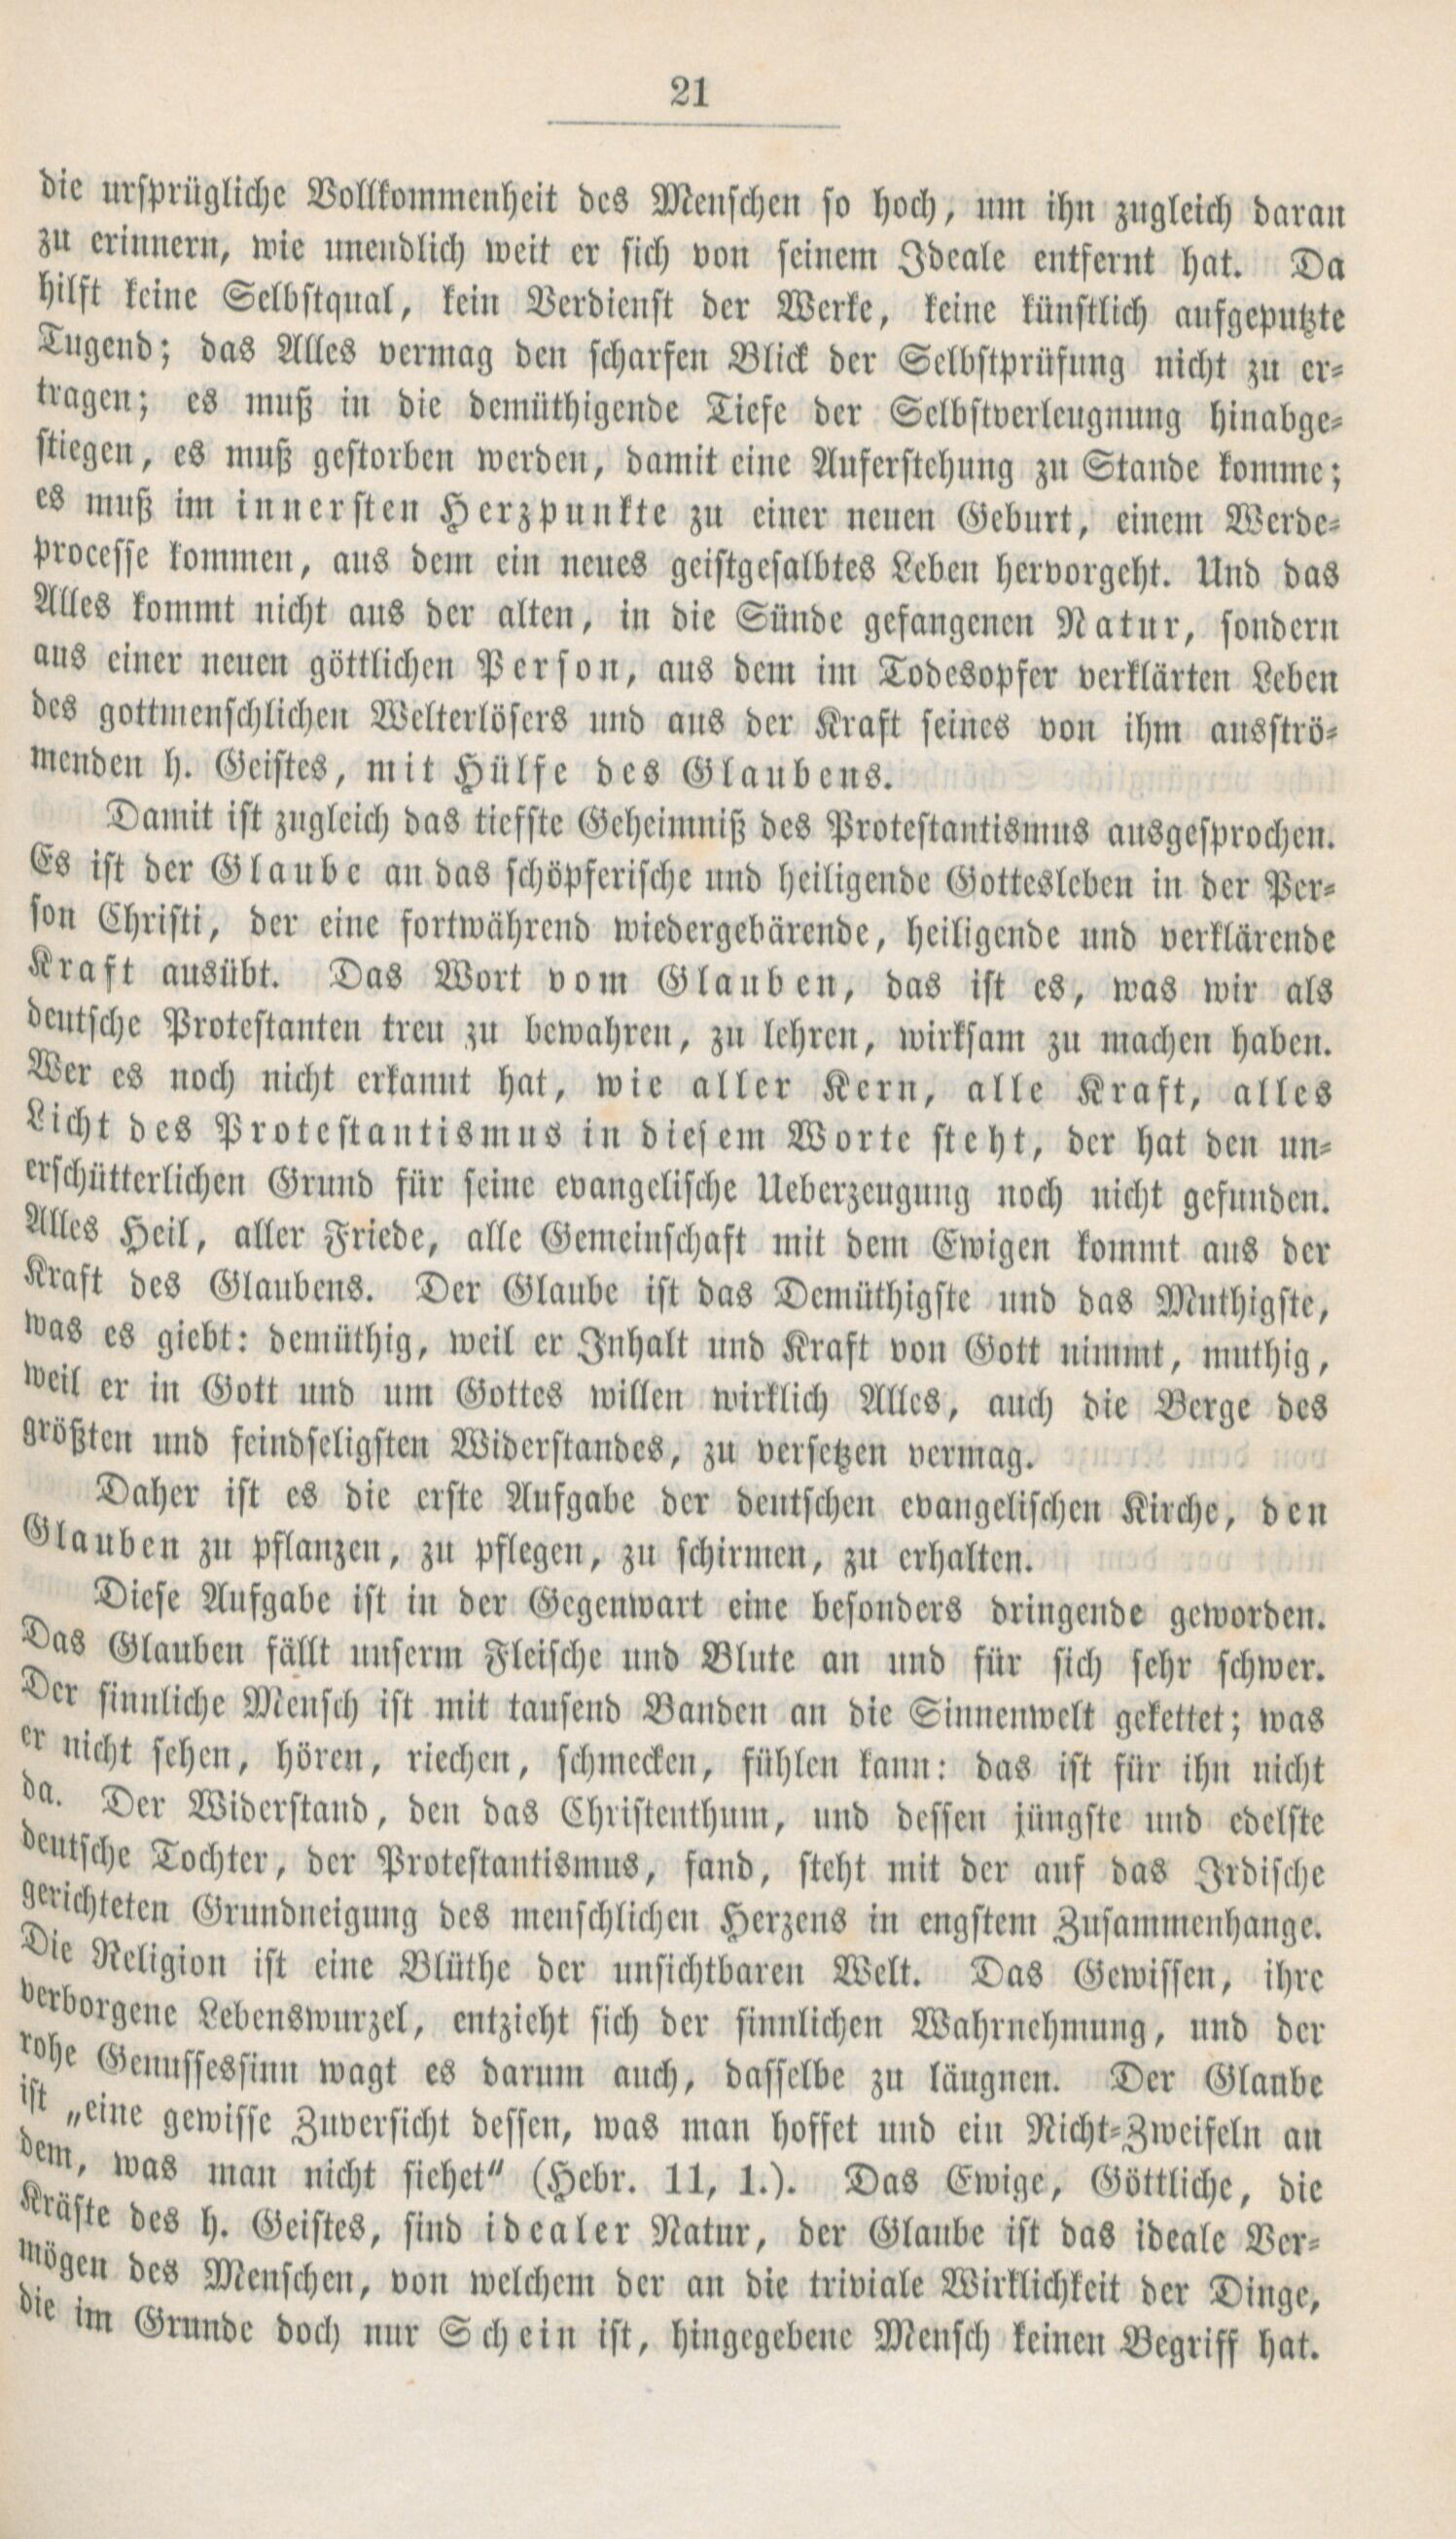 21
die ursprügliche Vollkommenheit des Menschen so hoch, um ihn zugleich daran
zu erinnern, wie unendlich weit er sich von seinem Ideale entfernt hat. Da
hilft keine Selbstqual, kein Verdienst der Werke, keine künstlich aufgeputzte
Tugend; das Alles vermag den scharfen Blick der Selbstprüfung nicht zu er-
tragen; es muß in die demüthigende Tiefe der Selbstverleugnung hinabge-
stiegen, es muß gestorben werden, damit eine Auferstehung zu Stande komme;
es muß im innersten Herzpunkte zu einer neuen Geburt, einem Werde-
processe kommen, aus dem ein neues geistgesalbtes Leben hervorgeht. Und das
Alles kommt nicht aus der alten, in die Sünde gefangenen Natur, sondern
aus einer neuen göttlichen Person, aus dem im Todesopfer verklärten Leben
des gottmenschlichen Welterlösers und aus der Kraft seines von ihm ausströ-
menden h. Geistes, mit Hülfe des Glaubens.
Damit ist zugleich das tiefste Geheimniß des Protestantismus ausgesprochen.
Es ist der Glaube an das schöpferische und heiligende Gottesleben in der Per-
son Christi, der eine fortwährend wiedergebärende, heiligende und verklärende
Kraft ausübt. Das Wort vom Glauben, das ist es, was wir als
deutsche Protestanten treu zu bewahren, zu lehren, wirksam zu machen haben.
Wer es noch nicht erkannt hat, wie aller Kern, alle Kraft, alles
Licht des Protestantismus in diesem Worte steht, der hat den un-
erschütterlichen Grund für seine evangelische Ueberzeugung noch nicht gefunden.
Alles Heil, aller Friede, alle Gemeinschaft mit dem Ewigen kommt aus der
Kraft des Glaubens. Der Glaube ist das Demüthigste und das Muthigste,
was es giebt: demüthig, weil er Inhalt und Kraft von Gott nimmt, muthig,
weil er in Gott und um Gottes willen wirklich Alles, auch die Berge des
größten und feindseligsten Widerstandes, zu versetzen vermag.
Daher ist es die erste Aufgabe der deutschen evangelischen Kirche, den
Glauben zu pflanzen, zu pflegen, zu schirmen, zu erhalten.
Diese Aufgabe ist in der Gegenwart eine besonders dringende geworden.
Das Glauben fällt unserm Fleische und Blute an und für sich sehr schwer.
Der sinnliche Mensch ist mit tausend Banden an die Sinnenwelt gekettet; was
er nicht sehen, hören, riechen, schmecken, fühlen kann: das ist für ihn nicht
da. Der Widerstand, den das Christenthum, und dessen jüngste und edelste
deutsche Tochter, der Protestantismus, fand, steht mit der auf das Irdische
gerichteten Grundneigung des menschlichen Herzens in engstem Zusammenhange.
Die Religion ist eine Blüthe der unsichtbaren Welt. Das Gewissen, ihre
verborgene Lebenswurzel, entzieht sich der sinnlichen Wahrnehmung, und der
rohe Genussessinn wagt es darum auch, dasselbe zu läugnen. Der Glaube
ist „eine gewisse Zuversicht dessen, was man hoffet und ein Nicht-Zweifeln an
dem, was man nicht siehet“ (Hebr. 11, 1.). Das Ewige, Göttliche, die
Kräfte des h. Geistes, sind idealer Natur, der Glaube ist das ideale Ver-
mögen des Menschen, von welchem der an die triviale Wirklichkeit der Dinge,
die im Grunde doch nur Schein ist, hingegebene Mensch keinen Begriff hat.